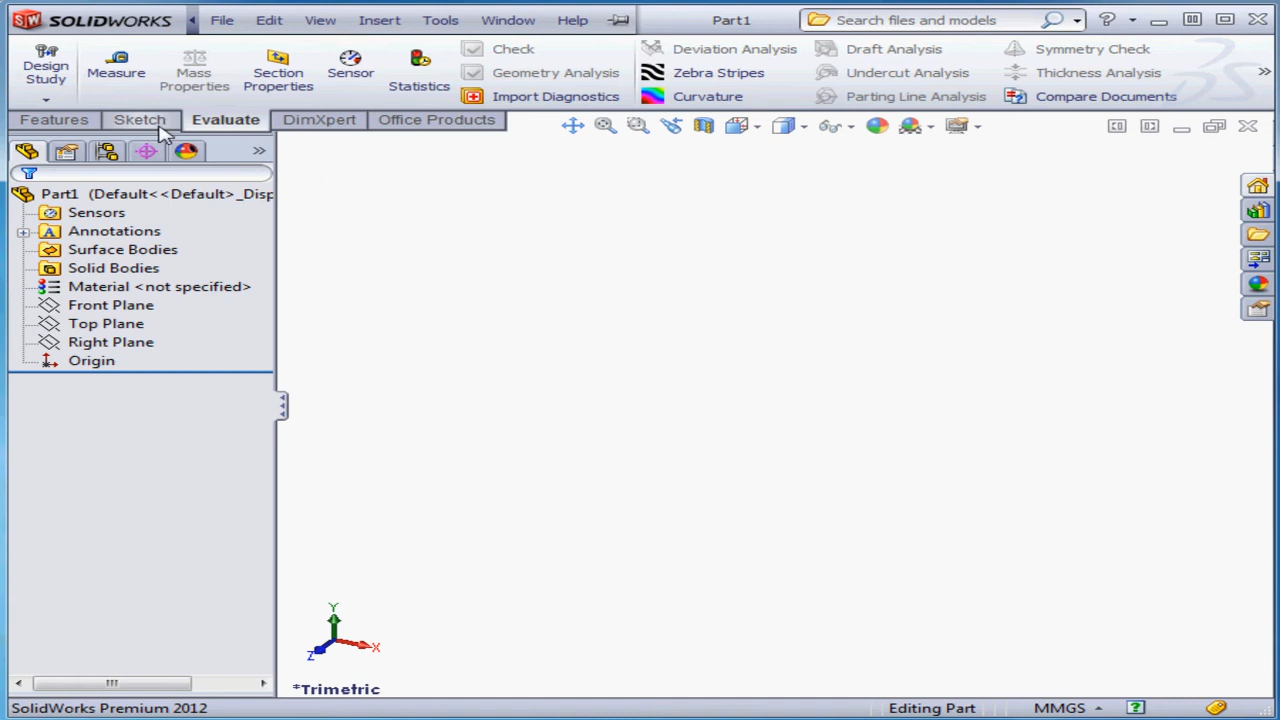 SOLIDWORKS File Edit View Insert Tools Window Help Part1 Search files and models
Design Study Measure Mass Properties Section Properties Sensor Statistics
Check Deviation Analysis Draft Analysis Symmetry Check
Geometry Analysis Zebra Stripes Undercut Analysis Thickness Analysis
Import Diagnostics Curvature Parting Line Analysis Compare Documents
Features Sketch Evaluate DimXpert Office Products
Part1 (Default<<Default>_Disp
Sensors
Annotations
Surface Bodies
Solid Bodies
Material <not specified>
Front Plane
Top Plane
Right Plane
Origin
Y
X
Z
*Trimetric
SolidWorks Premium 2012 Editing Part MMGS